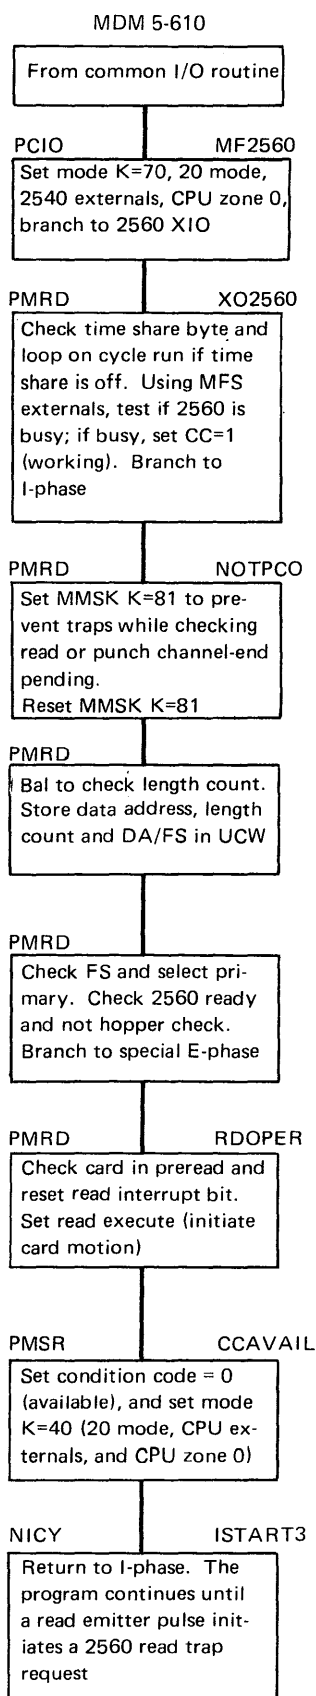 MDM 5-610
From common I/O routine
PCIO MF2560
Set mode K=70, 20 mode,
2540 externals, CPU zone 0,
branch to 2560 XIO
PMRD XO2560
Check time share byte and
loop on cycle run if time
share is off. Using MFS
externals, test if 2560 is
busy; if busy, set CC=1
(working). Branch to
I-phase
PMRD NOTPCO
Set MMSK K=81 to pre-
vent traps while checking
read or punch channel-end
pending.
Reset MMSK K=81
PMRD
Bal to check length count.
Store data address, length
count and DA/FS in UCW
PMRD
Check FS and select pri-
mary. Check 2560 ready
and not hopper check.
Branch to special E-phase
PMRD RDOPER
Check card in preread and
reset read interrupt bit.
Set read execute (initiate
card motion)
PMSR CCAVAIL
Set condition code = 0
(available), and set mode
K=40 (20 mode, CPU ex-
ternals, and CPU zone 0)
NICY ISTART3
Return to I-phase. The
program continues until
a read emitter pulse init-
iates a 2560 read trap
request